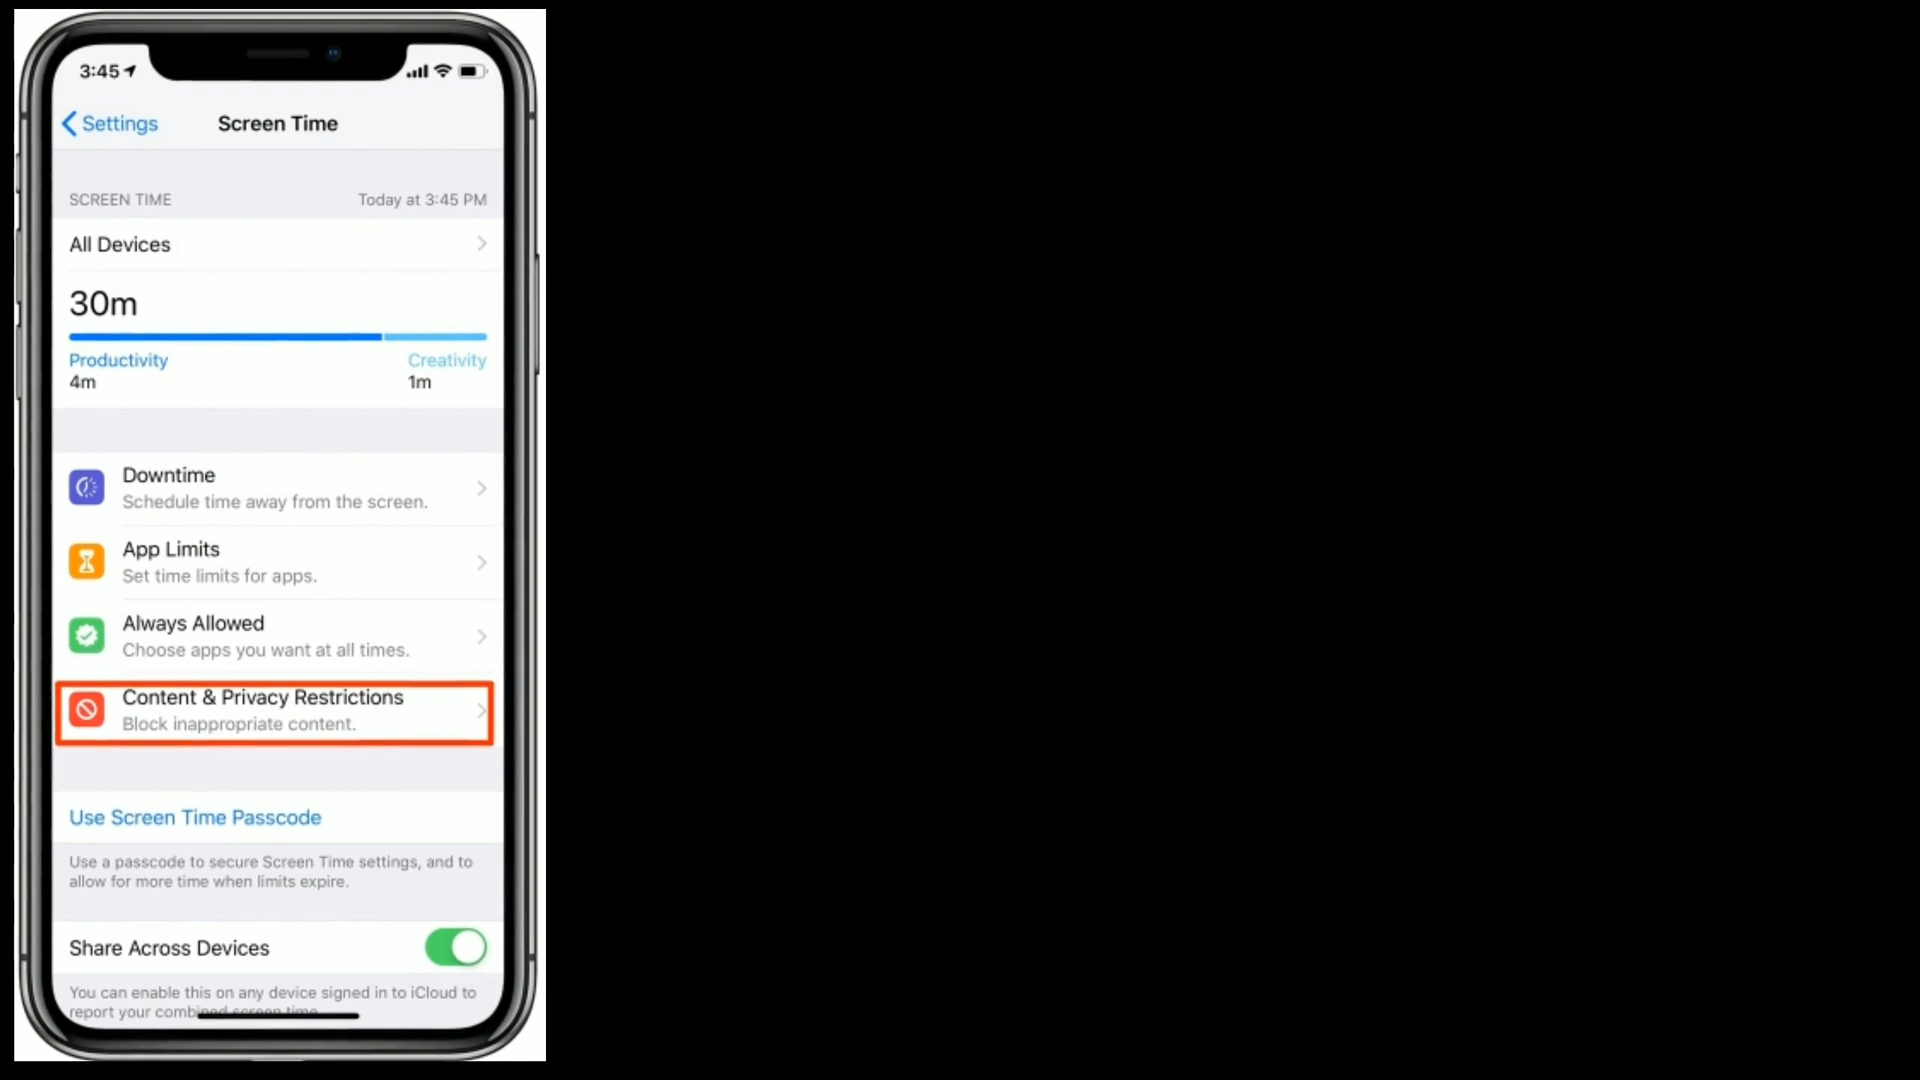 3:45
Settings
Screen Time
SCREEN TIME
Today at 3:45 PM
All Devices
30m
Productivity
Creativity
4m
1m
Downtime
Schedule time away from the screen.
App Limits
Set time limits for apps.
Always Allowed
Choose apps you want at all times.
Content & Privacy Restrictions
Block inappropriate content.
Use Screen Time Passcode
Use a passcode to secure Screen Time settings, and to
allow for more time when limits expire.
Share Across Devices
You can enable this on any device signed in to iCloud to
report your combined screen time.